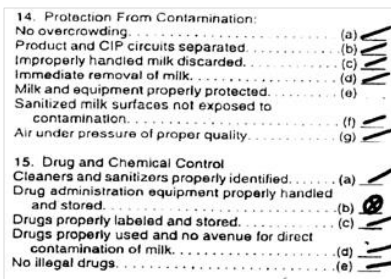 14. Protection From Contamination:
No overcrowding........................(a)
Product and CIP circuits separated.......(b)
Improperly handled milk discarded........(c)
Immediate removal of milk................(d)
Milk and equipment properly protected....(e)
Sanitized milk surfaces not exposed to
contamination........................(f)
Air under pressure of proper quality.....(g)
15. Drug and Chemical Control
Cleaners and sanitizers properly identified.......(a)
Drug administration equipment properly handled
and stored...........................(b)
Drugs properly labeled and stored........(c)
Drugs properly used and no avenue for direct
contamination of milk................(d)
No illegal drugs.........................(e)